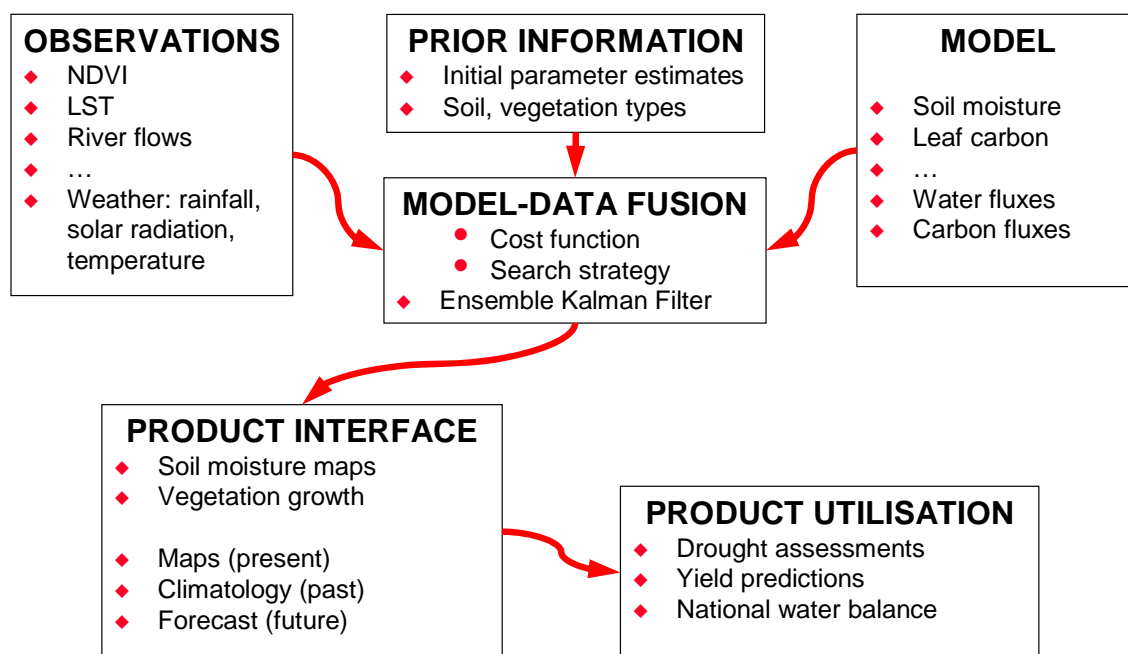 OBSERVATIONS
NDVI
LST
River flows
…
Weather: rainfall,
solar radiation,
temperature
PRIOR INFORMATION
Initial parameter estimates
Soil, vegetation types
MODEL
Soil moisture
Leaf carbon
…
Water fluxes
Carbon fluxes
MODEL-DATA FUSION
Cost function
Search strategy
Ensemble Kalman Filter
PRODUCT INTERFACE
Soil moisture maps
Vegetation growth
Maps (present)
Climatology (past)
Forecast (future)
PRODUCT UTILISATION
Drought assessments
Yield predictions
National water balance